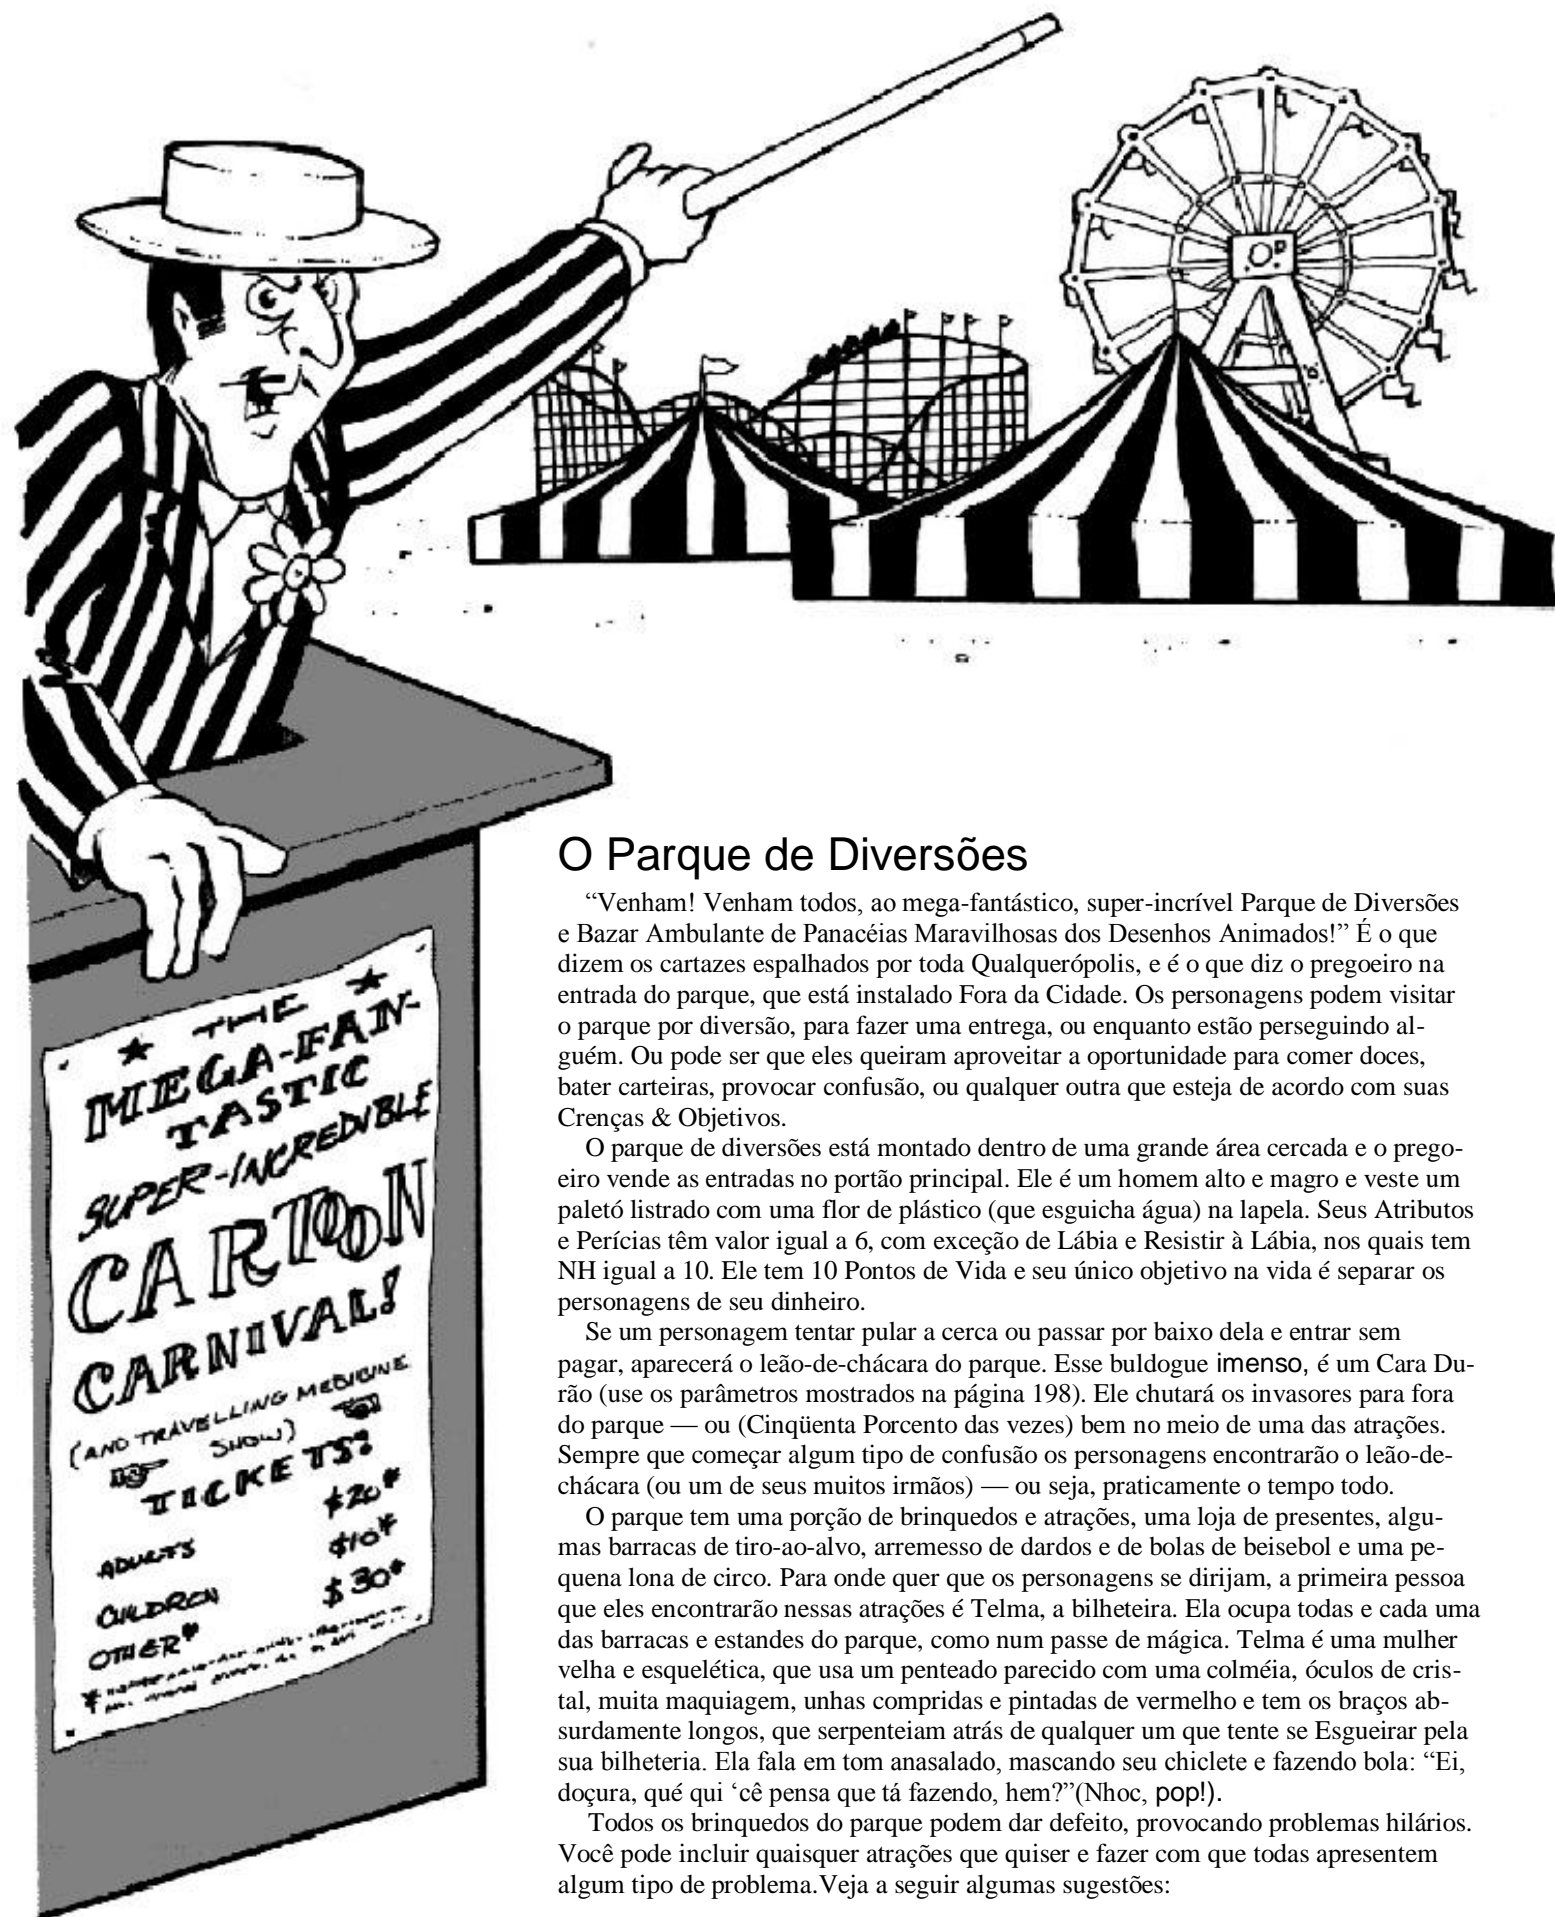 O Parque de Diversões
“Venham! Venham todos, ao mega-fantástico, super-incrível Parque de Diversões
e Bazar Ambulante de Panacéias Maravilhosas dos Desenhos Animados!” É o que
dizem os cartazes espalhados por toda Qualquerópolis, e é o que diz o pregoeiro na
entrada do parque, que está instalado Fora da Cidade. Os personagens podem visitar
o parque por diversão, para fazer uma entrega, ou enquanto estão perseguindo al-
guém. Ou pode ser que eles queiram aproveitar a oportunidade para comer doces,
bater carteiras, provocar confusão, ou qualquer outra que esteja de acordo com suas
Crenças & Objetivos.
O parque de diversões está montado dentro de uma grande área cercada e o prego-
eiro vende as entradas no portão principal. Ele é um homem alto e magro e veste um
paletó listrado com uma flor de plástico (que esguicha água) na lapela. Seus Atributos
e Perícias têm valor igual a 6, com exceção de Lábia e Resistir à Lábia, nos quais tem
NH igual a 10. Ele tem 10 Pontos de Vida e seu único objetivo na vida é separar os
personagens de seu dinheiro.
Se um personagem tentar pular a cerca ou passar por baixo dela e entrar sem
pagar, aparecerá o leão-de-chácara do parque. Esse buldogue imenso, é um Cara Du-
rão (use os parâmetros mostrados na página 198). Ele chutará os invasores para fora
do parque — ou (Cinqüenta Porcento das vezes) bem no meio de uma das atrações.
Sempre que começar algum tipo de confusão os personagens encontrarão o leão-de-
chácara (ou um de seus muitos irmãos) — ou seja, praticamente o tempo todo.
O parque tem uma porção de brinquedos e atrações, uma loja de presentes, algu-
mas barracas de tiro-ao-alvo, arremesso de dardos e de bolas de beisebol e uma pe-
quena lona de circo. Para onde quer que os personagens se dirijam, a primeira pessoa
que eles encontrarão nessas atrações é Telma, a bilheteira. Ela ocupa todas e cada uma
das barracas e estandes do parque, como num passe de mágica. Telma é uma mulher
velha e esquelética, que usa um penteado parecido com uma colméia, óculos de cris-
tal, muita maquiagem, unhas compridas e pintadas de vermelho e tem os braços ab-
surdamente longos, que serpenteiam atrás de qualquer um que tente se Esgueirar pela
sua bilheteria. Ela fala em tom anasalado, mascando seu chiclete e fazendo bola: “Ei,
doçura, qué qui ‘cê pensa que tá fazendo, hem?”(Nhoc, pop!).
Todos os brinquedos do parque podem dar defeito, provocando problemas hilários.
Você pode incluir quaisquer atrações que quiser e fazer com que todas apresentem
algum tipo de problema.Veja a seguir algumas sugestões:
THE
MEGA-FAN-
TASTIC
SUPER-INCREDIBLE
CARTOON
CARNIVAL!
(AND TRAVELLING MEDICINE
SHOW)
TICKETS:
ADULTS $20*
CHILDREN $10*
OTHER* $30*